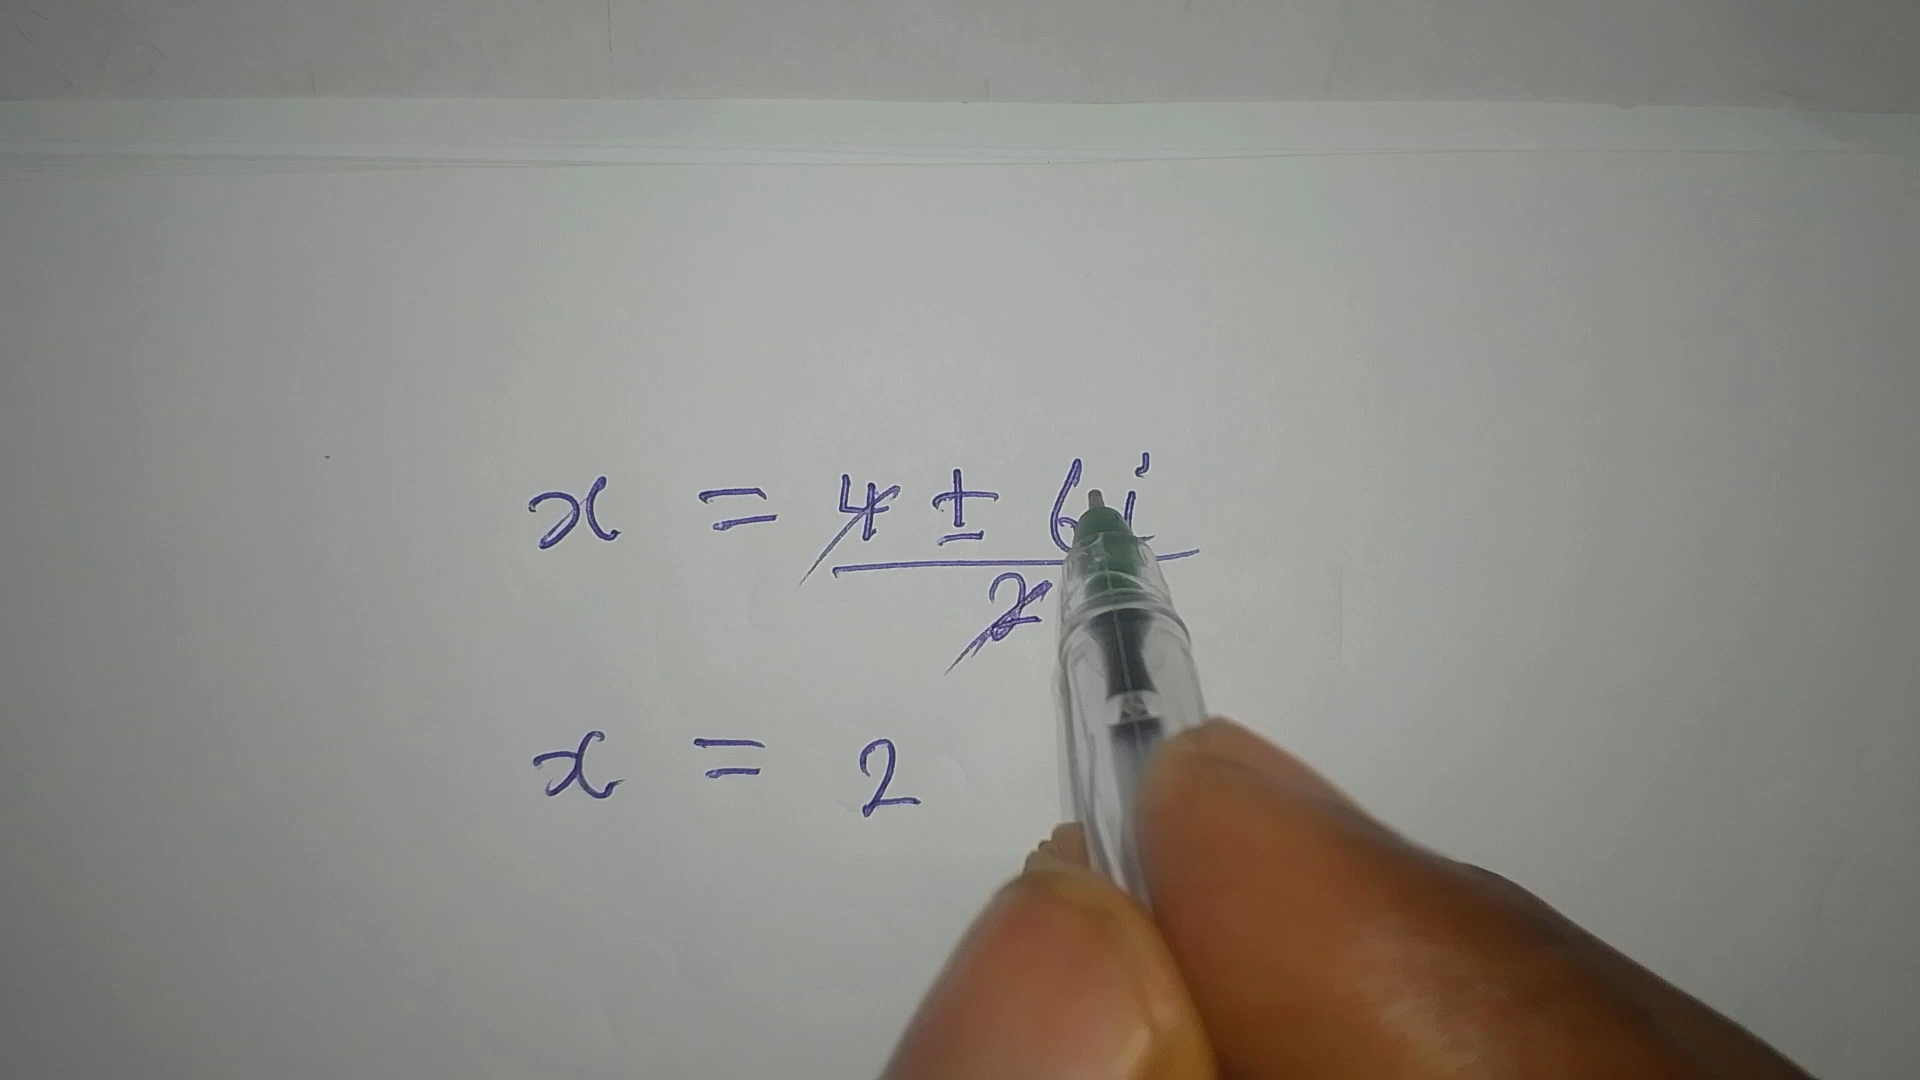 x = 4 ± 6i
2
x = 2